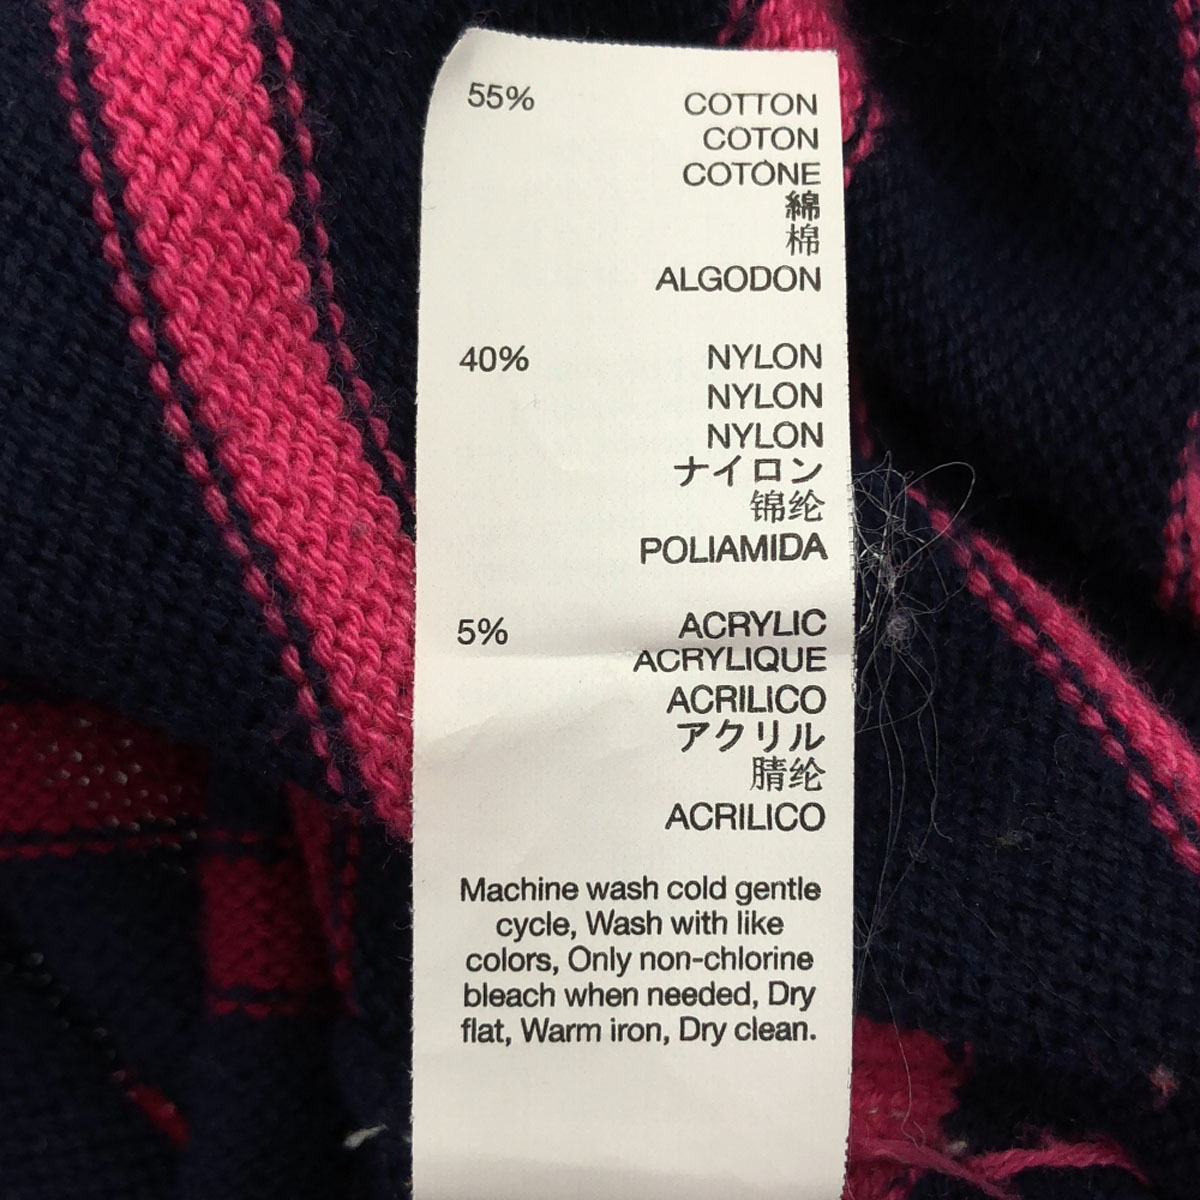 55% COTTON
COTON
COTONE
綿
棉
ALGODON
40% NYLON
NYLON
NYLON
ナイロン
锦纶
POLIAMIDA
5% ACRYLIC
ACRYLIQUE
ACRILICO
アクリル
腈纶
ACRILICO
Machine wash cold gentle
cycle, Wash with like
colors, Only non-chlorine
bleach when needed, Dry
flat, Warm iron, Dry clean.